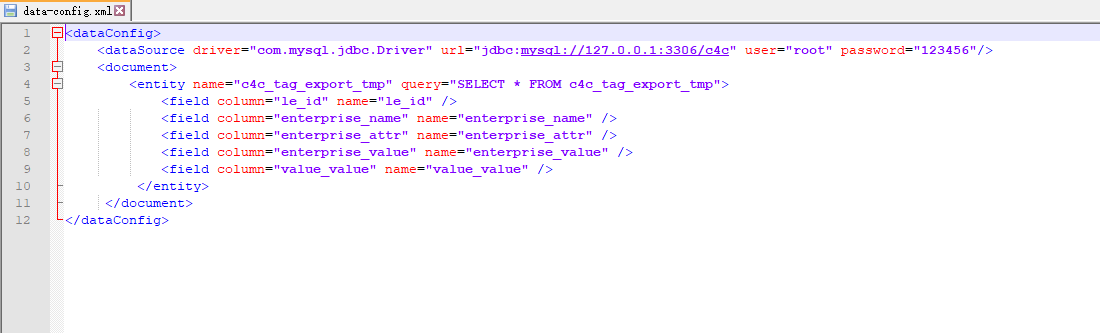 data-config.xml
1 <dataConfig>
2 <dataSource driver="com.mysql.jdbc.Driver" url="jdbc:mysql://127.0.0.1:3306/c4c" user="root" password="123456"/>
3 <document>
4 <entity name="c4c_tag_export_tmp" query="SELECT * FROM c4c_tag_export_tmp">
5 <field column="le_id" name="le_id" />
6 <field column="enterprise_name" name="enterprise_name" />
7 <field column="enterprise_attr" name="enterprise_attr" />
8 <field column="enterprise_value" name="enterprise_value" />
9 <field column="value_value" name="value_value" />
10 </entity>
11 </document>
12 </dataConfig>